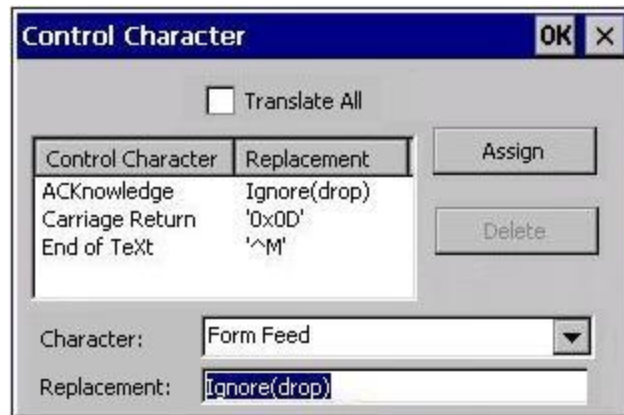 Control Character OK ×
Translate All
Control Character Replacement Assign
ACKnowledge Ignore(drop)
Carriage Return '0x0D'
End of TeXt '^M' Delete
Character: Form Feed
Replacement: Ignore(drop)